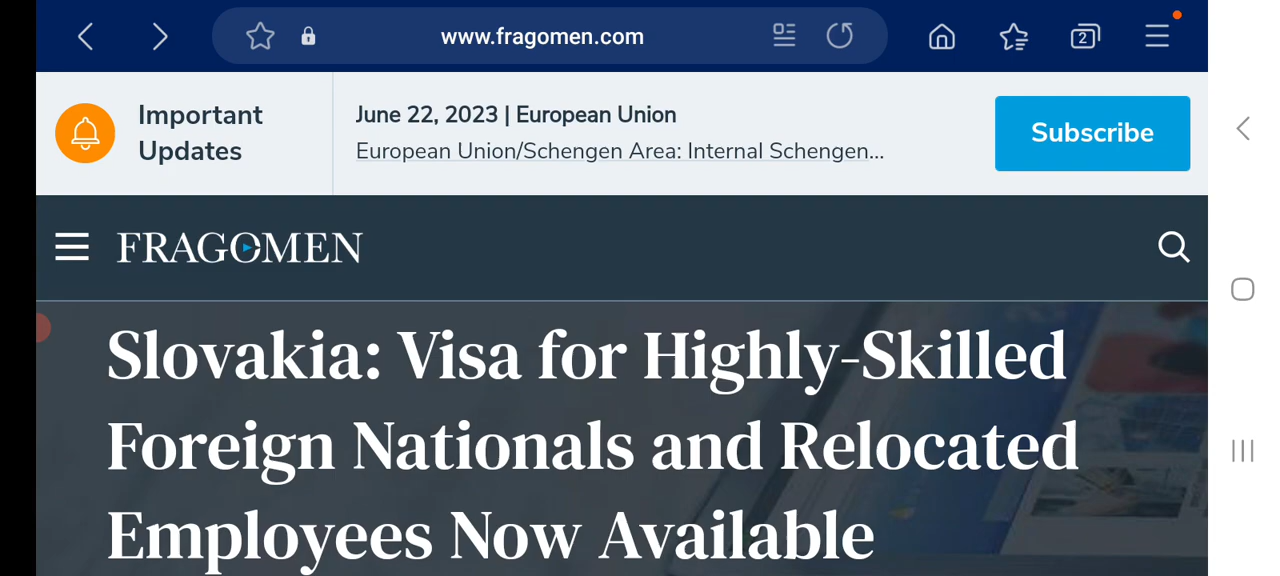 www.fragomen.com
2
Important
Updates
June 22, 2023 | European Union
European Union/Schengen Area: Internal Schengen...
Subscribe
FRAGOMEN
Slovakia: Visa for Highly-Skilled
Foreign Nationals and Relocated
Employees Now Available